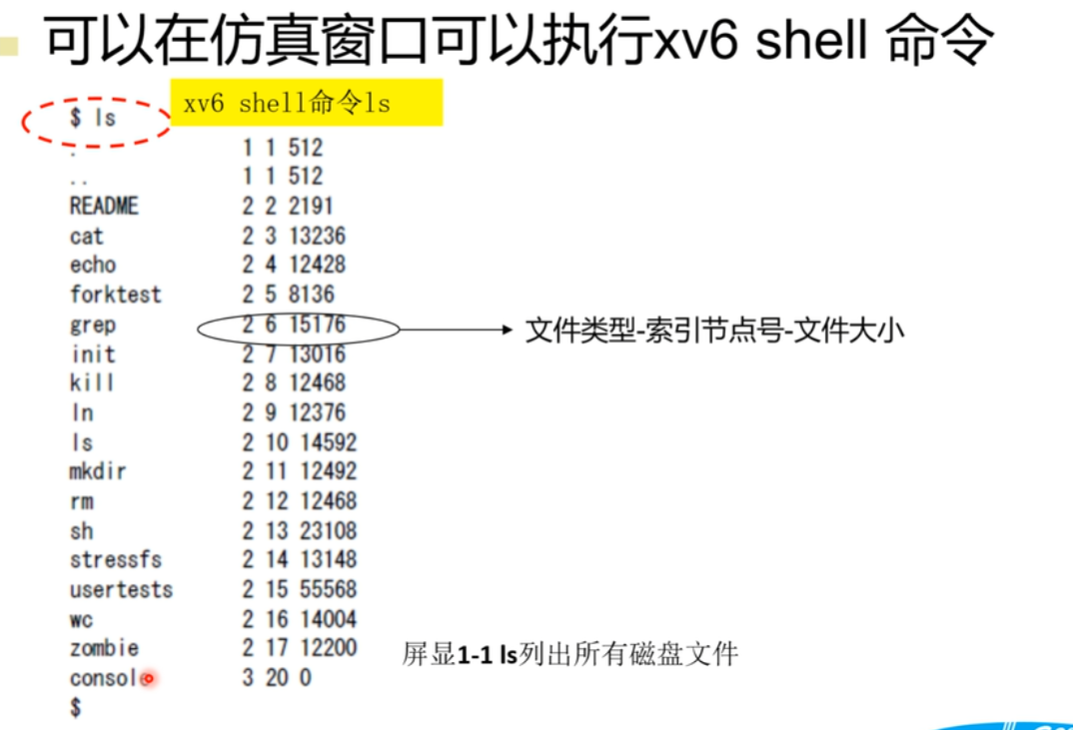 可以在仿真窗口可以执行xv6 shell 命令
xv6 shell命令ls
$ ls
. 1 1 512
.. 1 1 512
README 2 2 2191
cat 2 3 13236
echo 2 4 12428
forktest 2 5 8136
grep 2 6 15176
文件类型-索引节点号-文件大小
init 2 7 13016
kill 2 8 12468
ln 2 9 12376
ls 2 10 14592
mkdir 2 11 12492
rm 2 12 12468
sh 2 13 23108
stressfs 2 14 13148
usertests 2 15 55568
wc 2 16 14004
zombie 2 17 12200
屏显1-1 ls列出所有磁盘文件
console 3 20 0
$